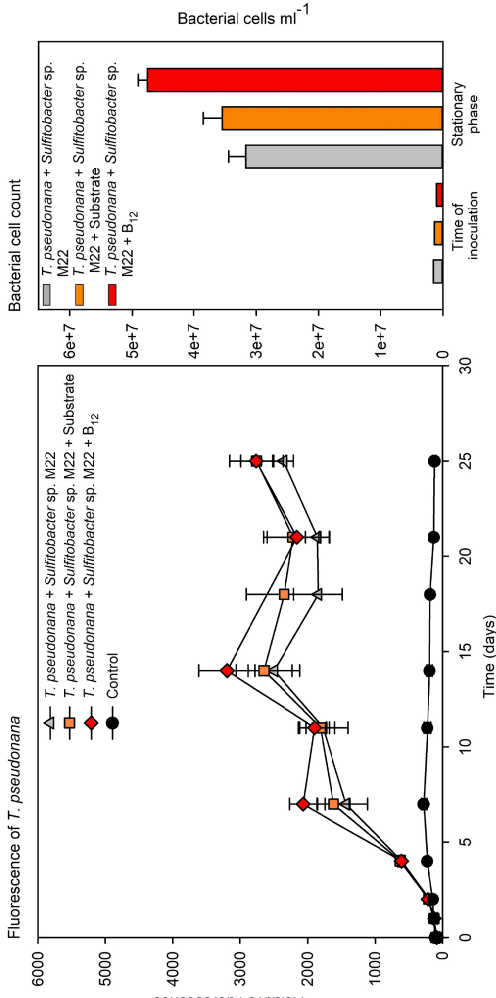 Fluorescence of T. pseudonana
T. pseudonana + Sulfitobacter sp. M22
T. pseudonana + Sulfitobacter sp. M22 + Substrate
T. pseudonana + Sulfitobacter sp. M22 + B12
Control
6000
5000
4000
3000
2000
1000
0
0
5
10
15
20
25
30
Time (days)
Bacterial cell count
T. pseudonana + Sulfitobacter sp.
M22
T. pseudonana + Sulfitobacter sp.
M22 + Substrate
T. pseudonana + Sulfitobacter sp.
M22 + B12
6e+7
5e+7
4e+7
3e+7
2e+7
1e+7
0
Time of
inoculation
Stationary
phase
Bacterial cells ml-1